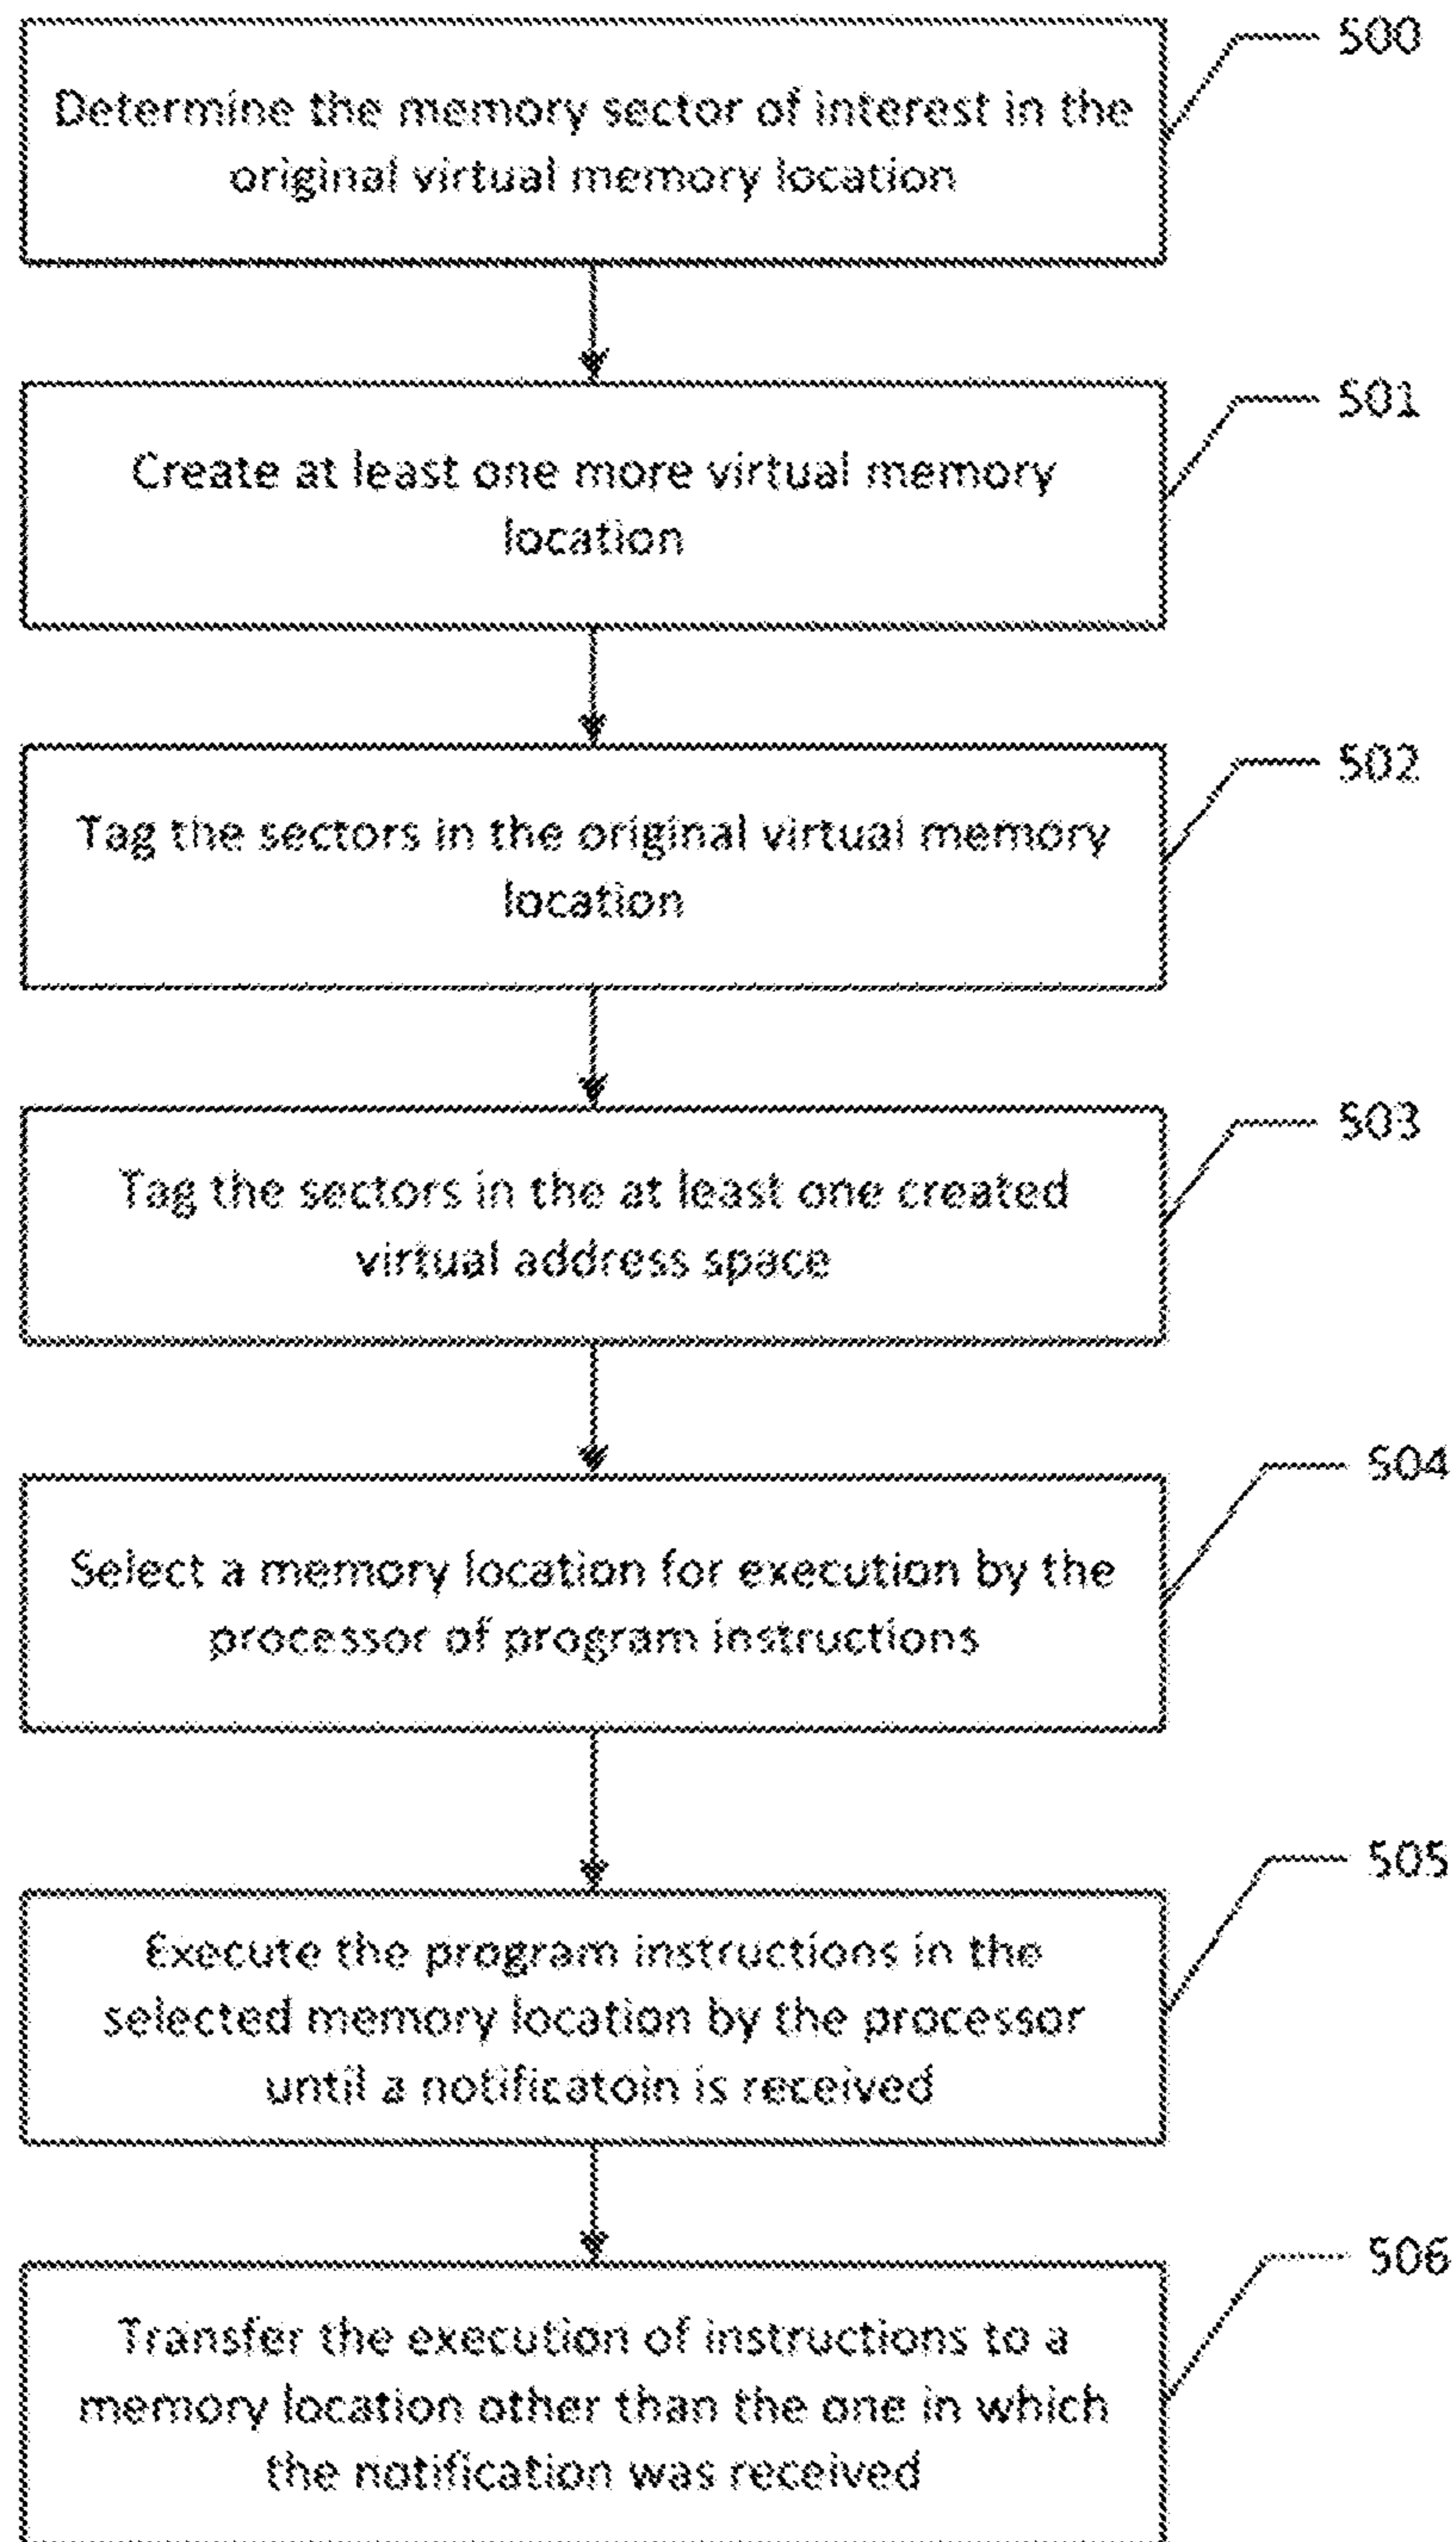 500
Determine the memory sector of interest in the
original virtual memory location
501
Create at least one more virtual memory
location
502
Tag the sectors in the original virtual memory
location
503
Tag the sectors in the at least one created
virtual address space
504
Select a memory location for execution by the
processor of program instructions
505
Execute the program instructions in the
selected memory location by the processor
until a notificatoin is received
506
Transfer the execution of instructions to a
memory location other than the one in which
the notification was received